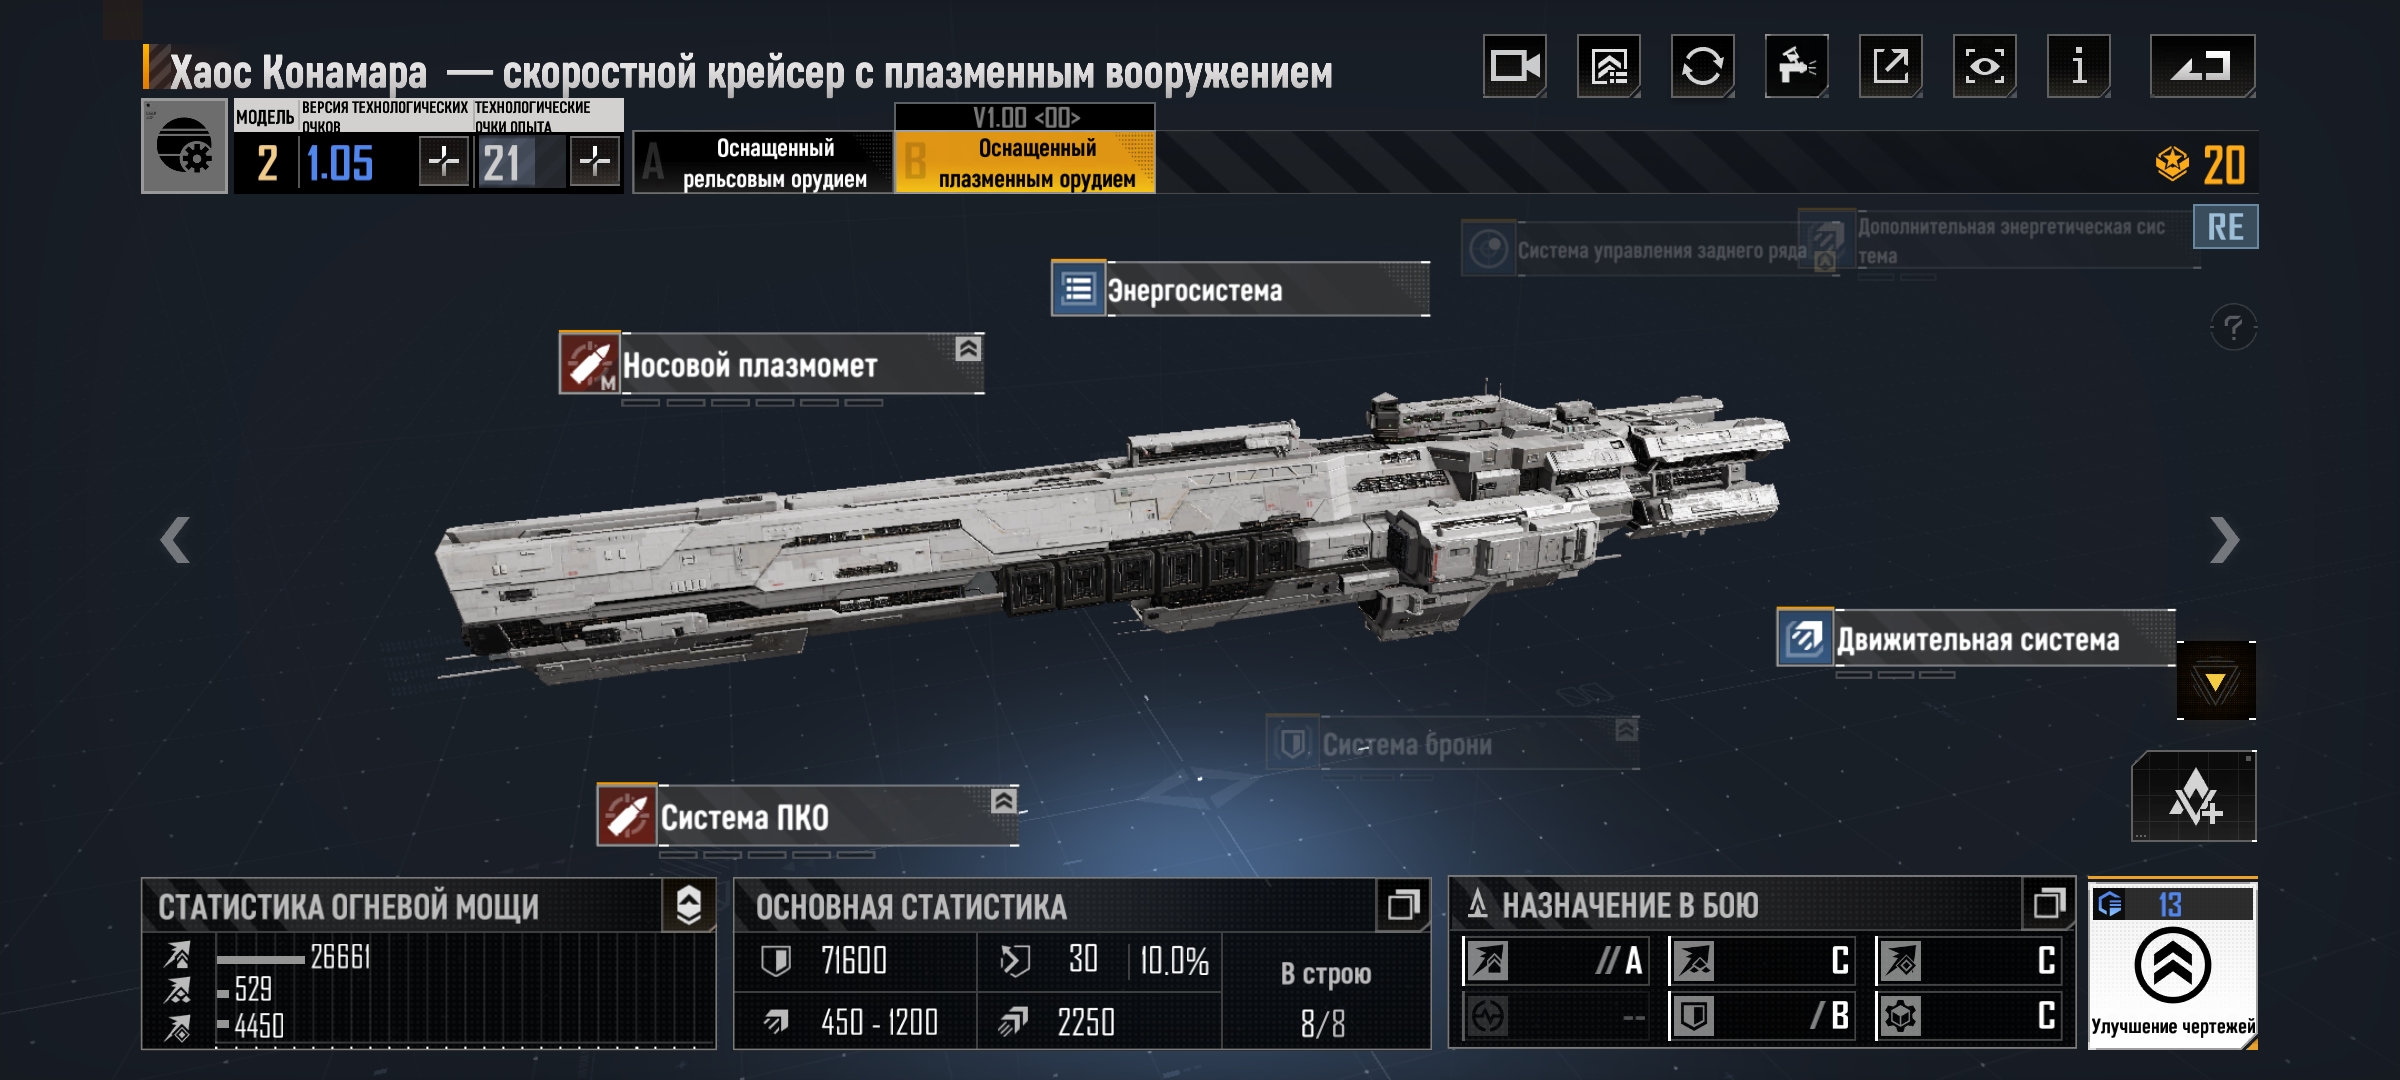 Хаос Конамара — скоростной крейсер с плазменным вооружением
МОДЕЛЬ
2
ВЕРСИЯ ТЕХНОЛОГИЧЕСКИХ
ОЧКОВ
1.05
ТЕХНОЛОГИЧЕСКИЕ
ОЧКИ ОПЫТА
21
A
Оснащенный
рельсовым орудием
V1.00 <00>
B
Оснащенный
плазменным орудием
20
RE
Система управления заднего ряда
A
Дополнительная энергетическая сис
тема
Энергосистема
?
Носовой плазмомет
M
Движительная система
Система брони
Система ПКО
СТАТИСТИКА ОГНЕВОЙ МОЩИ
26661
529
4450
ОСНОВНАЯ СТАТИСТИКА
71600
30
10.0%
450 - 1200
2250
В строю
8/8
НАЗНАЧЕНИЕ В БОЮ
// A
C
C
--
/ B
C
13
Улучшение чертежей